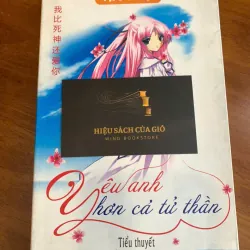 我比死神还爱你
HIỆU SÁCH CỦA GIÓ
WIND BOOKSTORE
Yêu anh
hơn cả tử thần
Tiểu thuyết